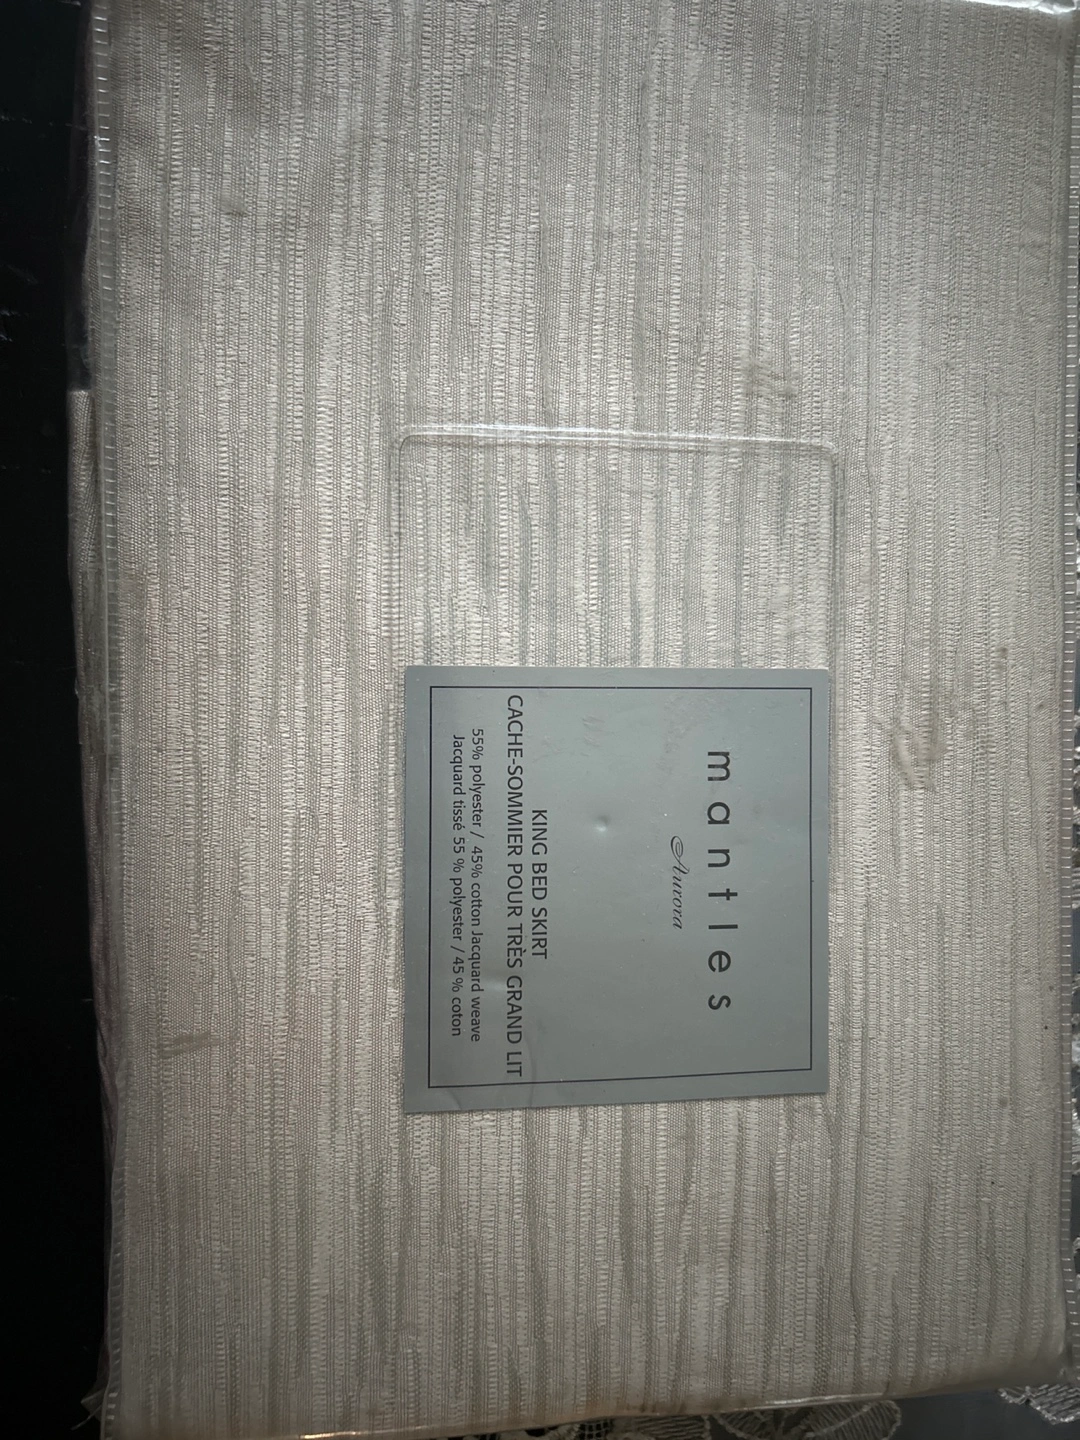 mantles
Aurora
KING BED SKIRT
CACHE-SOMMIER POUR TRÈS GRAND LIT
55% polyester / 45% cotton Jacquard weave
Jacquard tissé 55 % polyester / 45 % coton